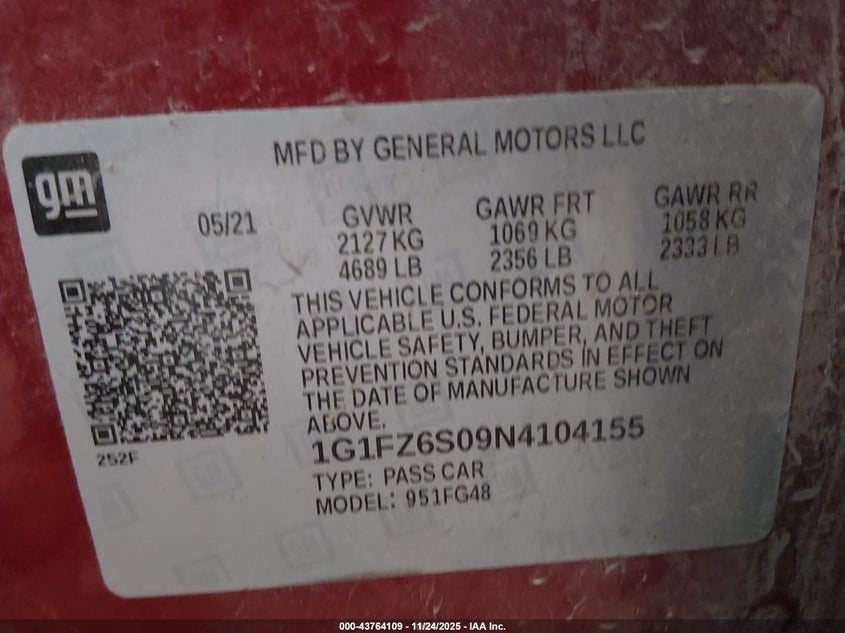 MFD BY GENERAL MOTORS LLC
gm
05/21
GVWR
2127 KG
4689 LB
GAWR FRT
1069 KG
2356 LB
GAWR RR
1058 KG
2333 LB
THIS VEHICLE CONFORMS TO ALL
APPLICABLE U.S. FEDERAL MOTOR
VEHICLE SAFETY, BUMPER, AND THEFT
PREVENTION STANDARDS IN EFFECT ON
THE DATE OF MANUFACTURE SHOWN
ABOVE.
252F
1G1FZ6S09N4104155
TYPE: PASS CAR
MODEL: 951FG48
000-43764109 - 11/24/2025 - IAA Inc.